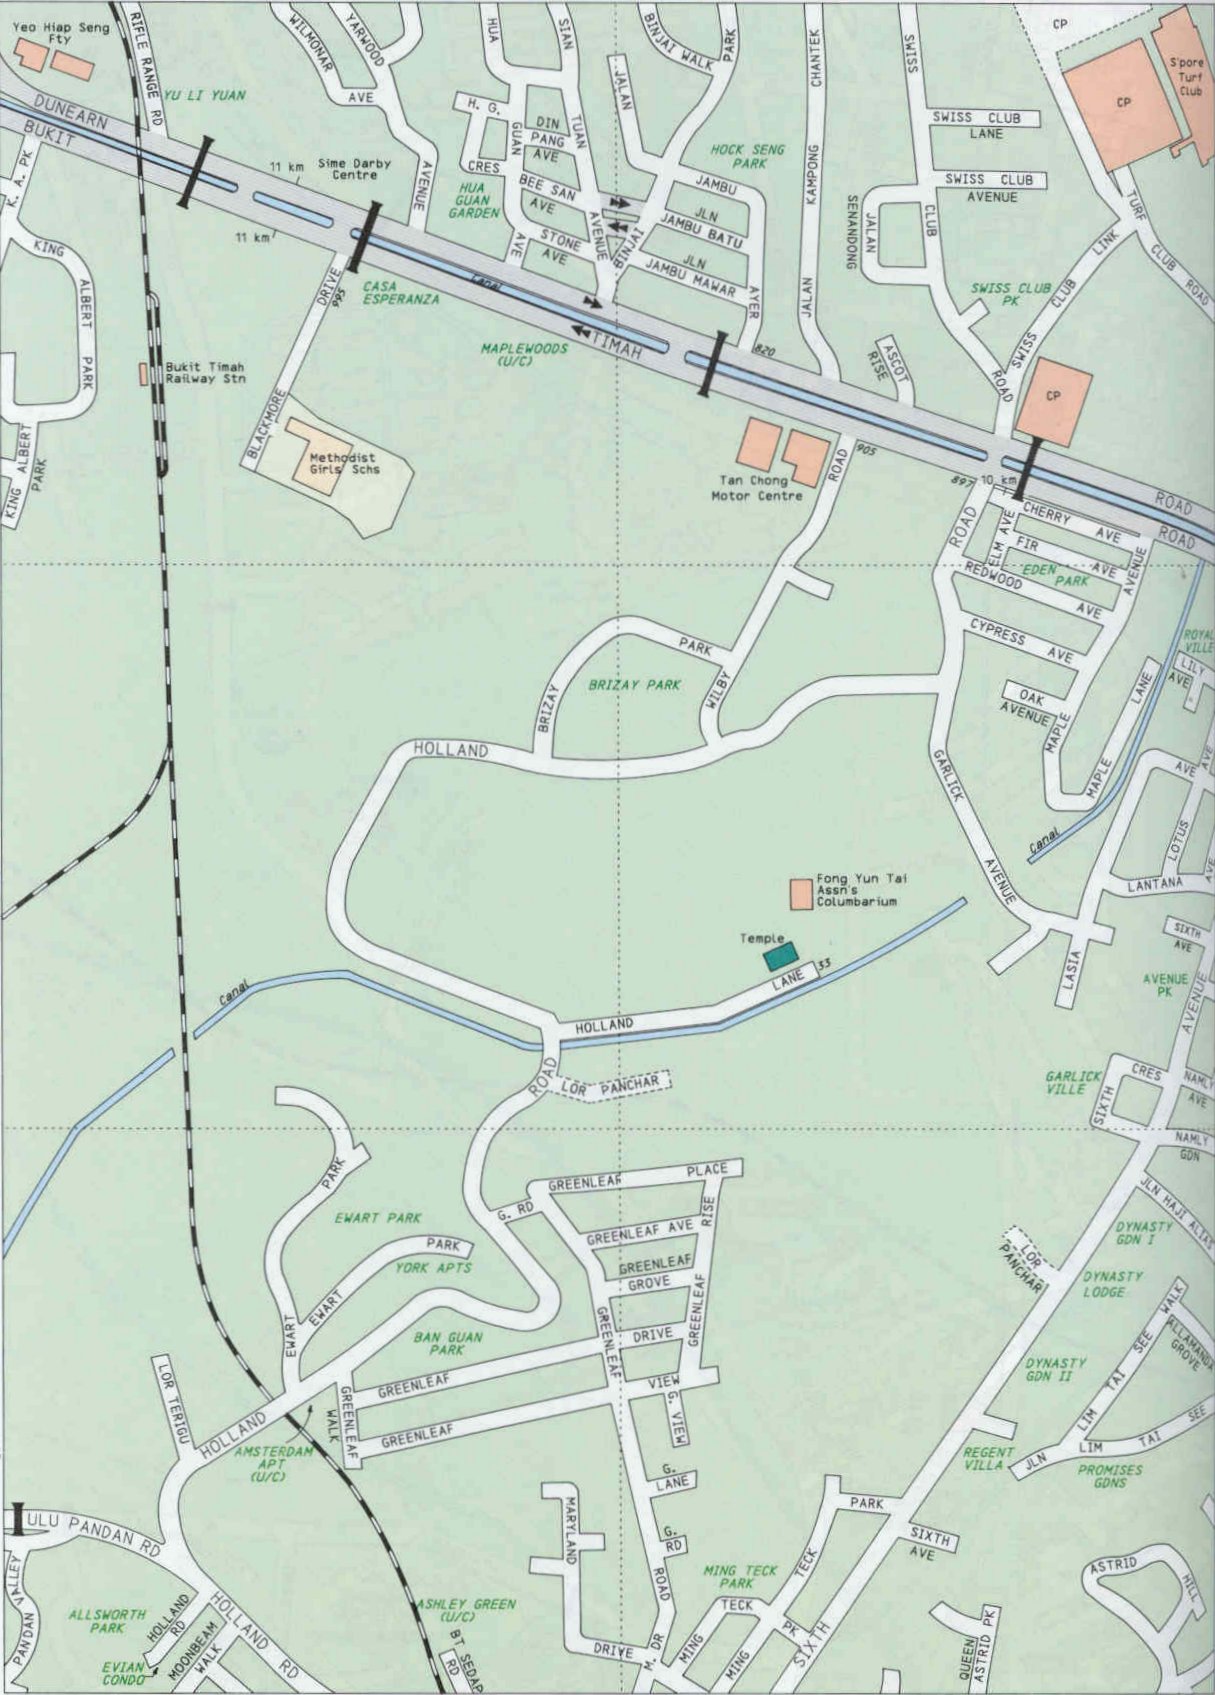 Yeo Hiap Seng
Fty
RIFLE RANGE RD
YU LI YUAN
WILMONAR
AVE
YARWOOD
AVENUE
HUA
GUAN
AVE
H. G.
CRES
HUA
GUAN
GARDEN
SIAN
TUAN
AVENUE
DIN
PANG
AVE
BEE SAN
AVE
STONE
AVE
JALAN
JAMBU
AYER
BINJAI WALK
BINJAI
PARK
HOCK SENG
PARK
JLN
JAMBU BATU
JLN
JAMBU MAWAR
JALAN
KAMPONG
CHANTEK
SWISS
CLUB
ROAD
SWISS CLUB
LANE
SWISS CLUB
AVENUE
JALAN
SENANDONG
SWISS CLUB
PK
SWISS
CLUB
LINK
TURF
CLUB
ROAD
CP
CP
S'pore
Turf
Club
CP
DUNEARN
BUKIT
TIMAH
ROAD
ROAD
11 km
Sime Darby
Centre
11 km
Canal
K. A. PK
KING
ALBERT
PARK
KING ALBERT
PARK
Bukit Timah
Railway Stn
DRIVE
995
BLACKMORE
CASA
ESPERANZA
Methodist
Girls Schs
MAPLEWOODS
(U/C)
820
ASCOT
RISE
Tan Chong
Motor Centre
905
ROAD
WILBY
897
10 km
ROAD
CHERRY AVE
ELM AVE
FIR
AVE
EDEN
PARK
REDWOOD
AVE
CYPRESS AVE
AVENUE
MAPLE
OAK
AVENUE
MAPLE LANE
Canal
ROYAL
VILLE
LILY
AVE
AVE
AVE
LOTUS
AVE
LANTANA
BRIZAY
PARK
BRIZAY PARK
HOLLAND
GARLICK
AVENUE
LASIA
SIXTH
AVE
AVENUE
PK
AVENUE
Fong Yun Tai
Assn's
Columbarium
Temple
HOLLAND
LANE
33
Canal
ROAD
LOR PANCHAR
GARLICK
VILLE
SIXTH
CRES
NAMLY
AVE
NAMLY
GDN
JLN HAJI ALIAS
DYNASTY
GDN I
LOR
PANCHAR
DYNASTY
LODGE
DYNASTY
GDN II
LIM TAI SEE
WALK
ALLAMANDA
GROVE
JLN
LIM
TAI
SEE
REGENT
VILLA
PROMISES
GDNS
PARK
EWART
EWART PARK
EWART
PARK
YORK APTS
BAN GUAN
PARK
G. RD
GREENLEAF
PLACE
GREENLEAF AVE
GREENLEAF
GROVE
GREENLEAF
RISE
GREENLEAF
DRIVE
GREENLEAF
VIEW
GREENLEAF
GREENLEAF
WALK
G. VIEW
G.
LANE
G.
RD
ROAD
LOR TERIGU
HOLLAND
AMSTERDAM
APT
(U/C)
ULU PANDAN RD
PANDAN VALLEY
ALLSWORTH
PARK
HOLLAND
RD
EVIAN
CONDO
MOONBEAM
WALK
HOLLAND
RD
ASHLEY GREEN
(U/C)
BT SEDAP
RD
MARYLAND
DRIVE
M. DR
MING TECK
PARK
MING
TECK
PK
MING
TECK
PARK
SIXTH
SIXTH
AVE
QUEEN
ASTRID PK
ASTRID
HILL